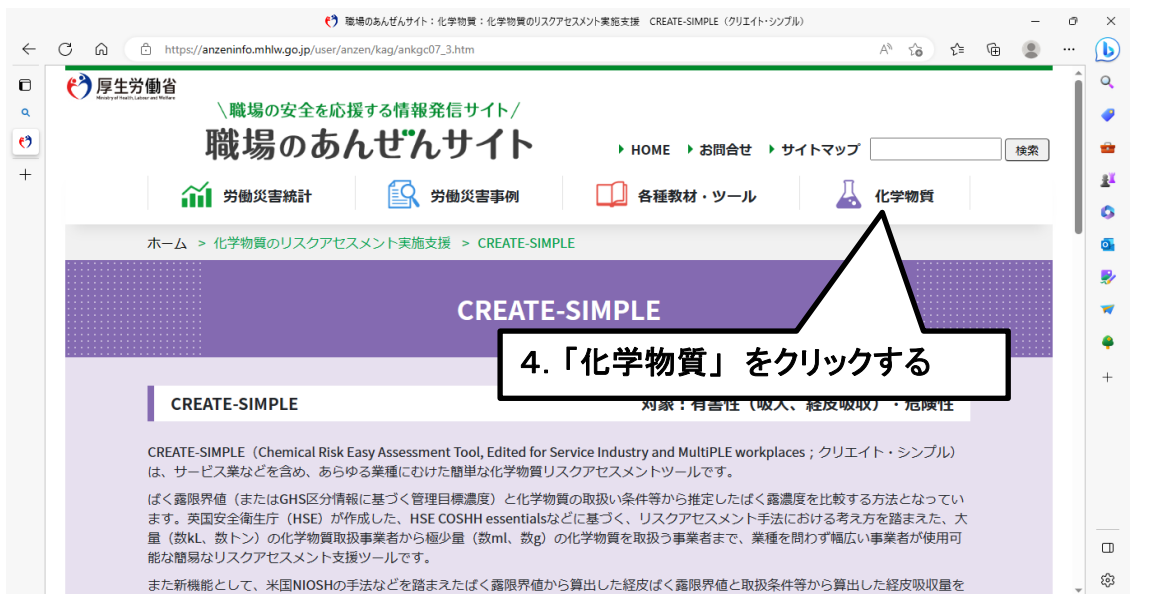 職場のあんぜんサイト：化学物質：化学物質のリスクアセスメント実施支援 CREATE-SIMPLE（クリエイト・シンプル）
https://anzeninfo.mhlw.go.jp/user/anzen/kag/ankgc07_3.htm
厚生労働省
Ministry of Health, Labour and Welfare
\職場の安全を応援する情報発信サイト/
職場のあんぜんサイト
HOME お問合せ サイトマップ 検索
労働災害統計 労働災害事例 各種教材・ツール 化学物質
ホーム > 化学物質のリスクアセスメント実施支援 > CREATE-SIMPLE
CREATE-SIMPLE
４．「化学物質」をクリックする
CREATE-SIMPLE 対象：有害性（吸入、経皮吸収）・危険性
CREATE-SIMPLE（Chemical Risk Easy Assessment Tool, Edited for Service Industry and MultiPLE workplaces；クリエイト・シンプル）
は、サービス業などを含め、あらゆる業種にむけた簡単な化学物質リスクアセスメントツールです。
ばく露限界値（またはGHS区分情報に基づく管理目標濃度）と化学物質の取扱い条件等から推定したばく露濃度を比較する方法となってい
ます。英国安全衛生庁（HSE）が作成した、HSE COSHH essentialsなどに基づく、リスクアセスメント手法における考え方を踏まえた、大
量（数kL、数トン）の化学物質取扱事業者から極少量（数ml、数g）の化学物質を取扱う事業者まで、業種を問わず幅広い事業者が使用可
能な簡易なリスクアセスメント支援ツールです。
また新機能として、米国NIOSHの手法などを踏まえたばく露限界値から算出した経皮ばく露限界値と取扱条件等から算出した経皮吸収量を